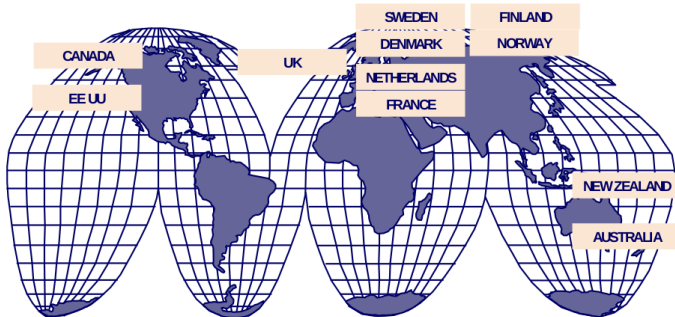 SWEDEN
FINLAND
DENMARK
NORWAY
CANADA
UK
NETHERLANDS
EE UU
FRANCE
NEW ZEALAND
AUSTRALIA